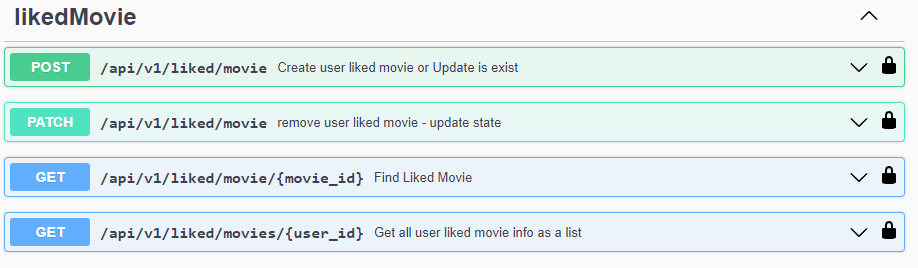 likedMovie
POST /api/v1/liked/movie Create user liked movie or Update is exist
PATCH /api/v1/liked/movie remove user liked movie - update state
GET /api/v1/liked/movie/{movie_id} Find Liked Movie
GET /api/v1/liked/movies/{user_id} Get all user liked movie info as a list